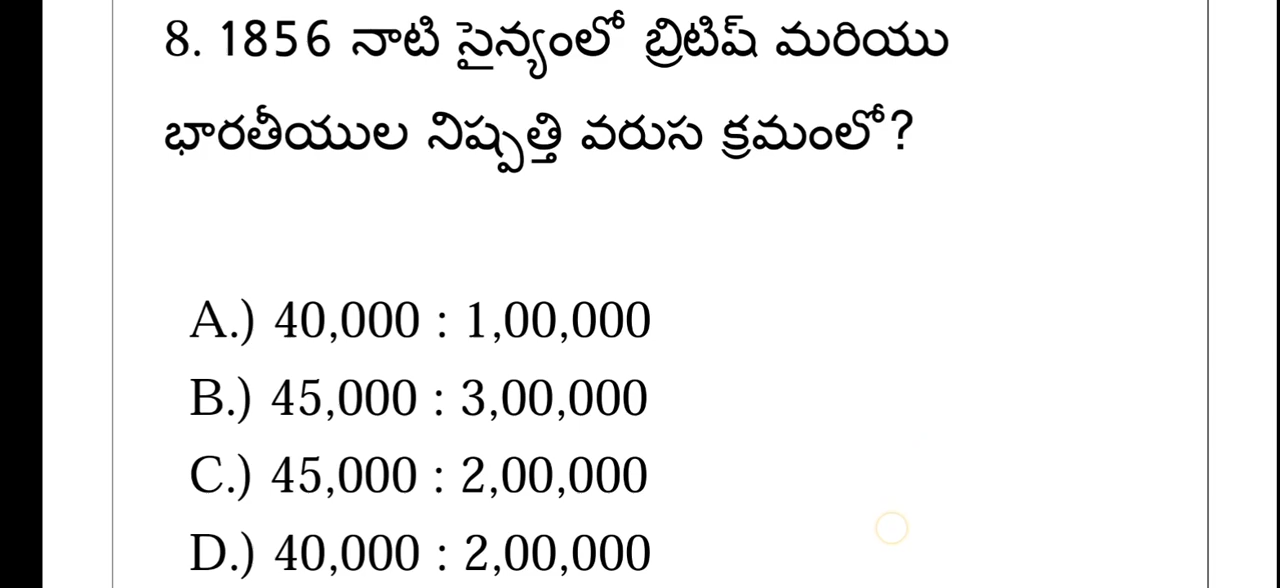 8. 1856 నాటి సైన్యంలో బ్రిటిష్ మరియు
భారతీయుల నిష్పత్తి వరుస క్రమంలో?
A.) 40,000 : 1,00,000
B.) 45,000 : 3,00,000
C.) 45,000 : 2,00,000
D.) 40,000 : 2,00,000